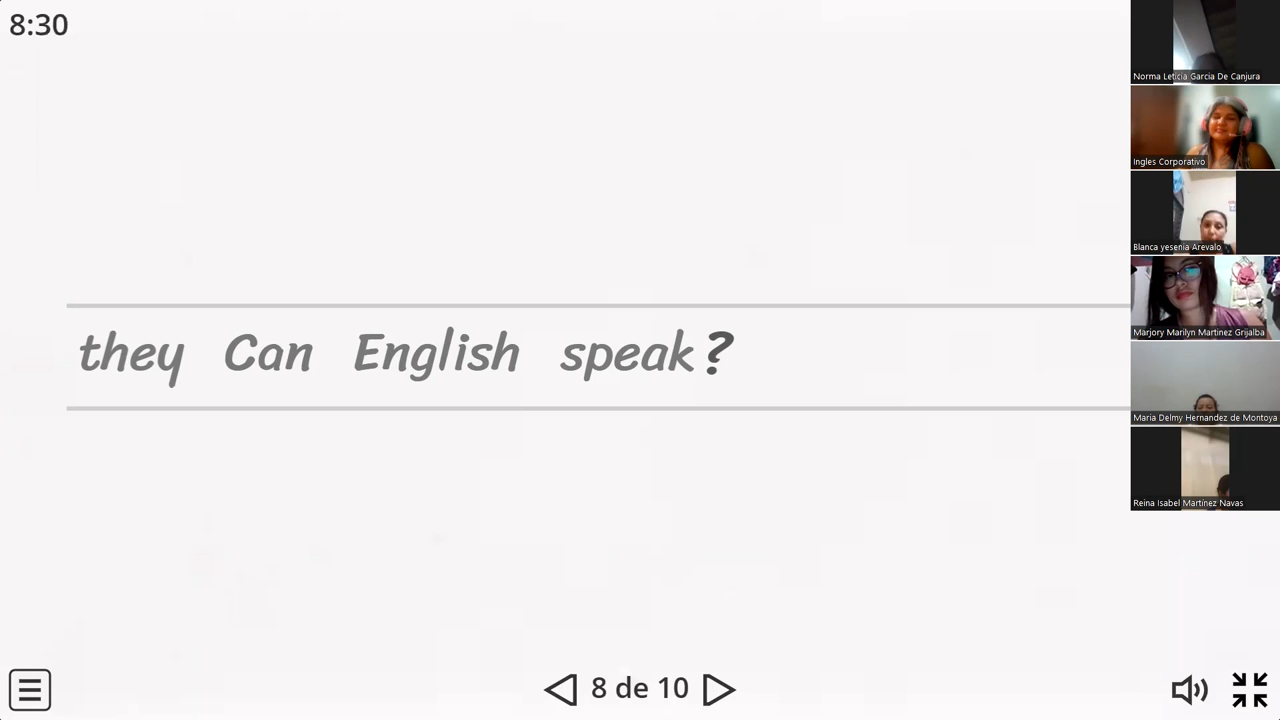 8:30
Norma Leticia Garcia De Canjura
Ingles Corporativo
Blanca yesenia Arevalo
Marjory Marilyn Martinez Grijalba
they Can English speak?
Maria Delmy Hernandez de Montoya
Reina Isabel Martínez Navas
8 de 10